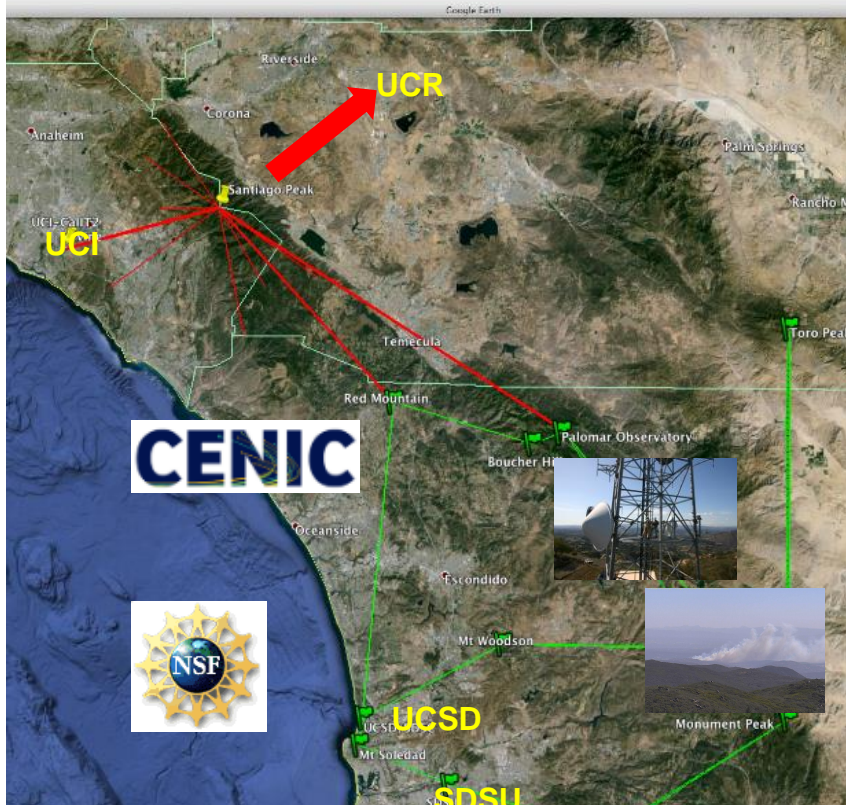 Google Earth
Riverside
UCR
Corona
Anaheim
Palm Springs
Santiago Peak
Rancho M
UCI-CalIT2
UCI
Toro Peak
Temecula
Red Mountain
Palomar Observatory
Boucher Hi
CENIC
Oceanside
Escondido
Mt Woodson
NSF
UCSD
Monument Peak
Mt Soledad
SDSU